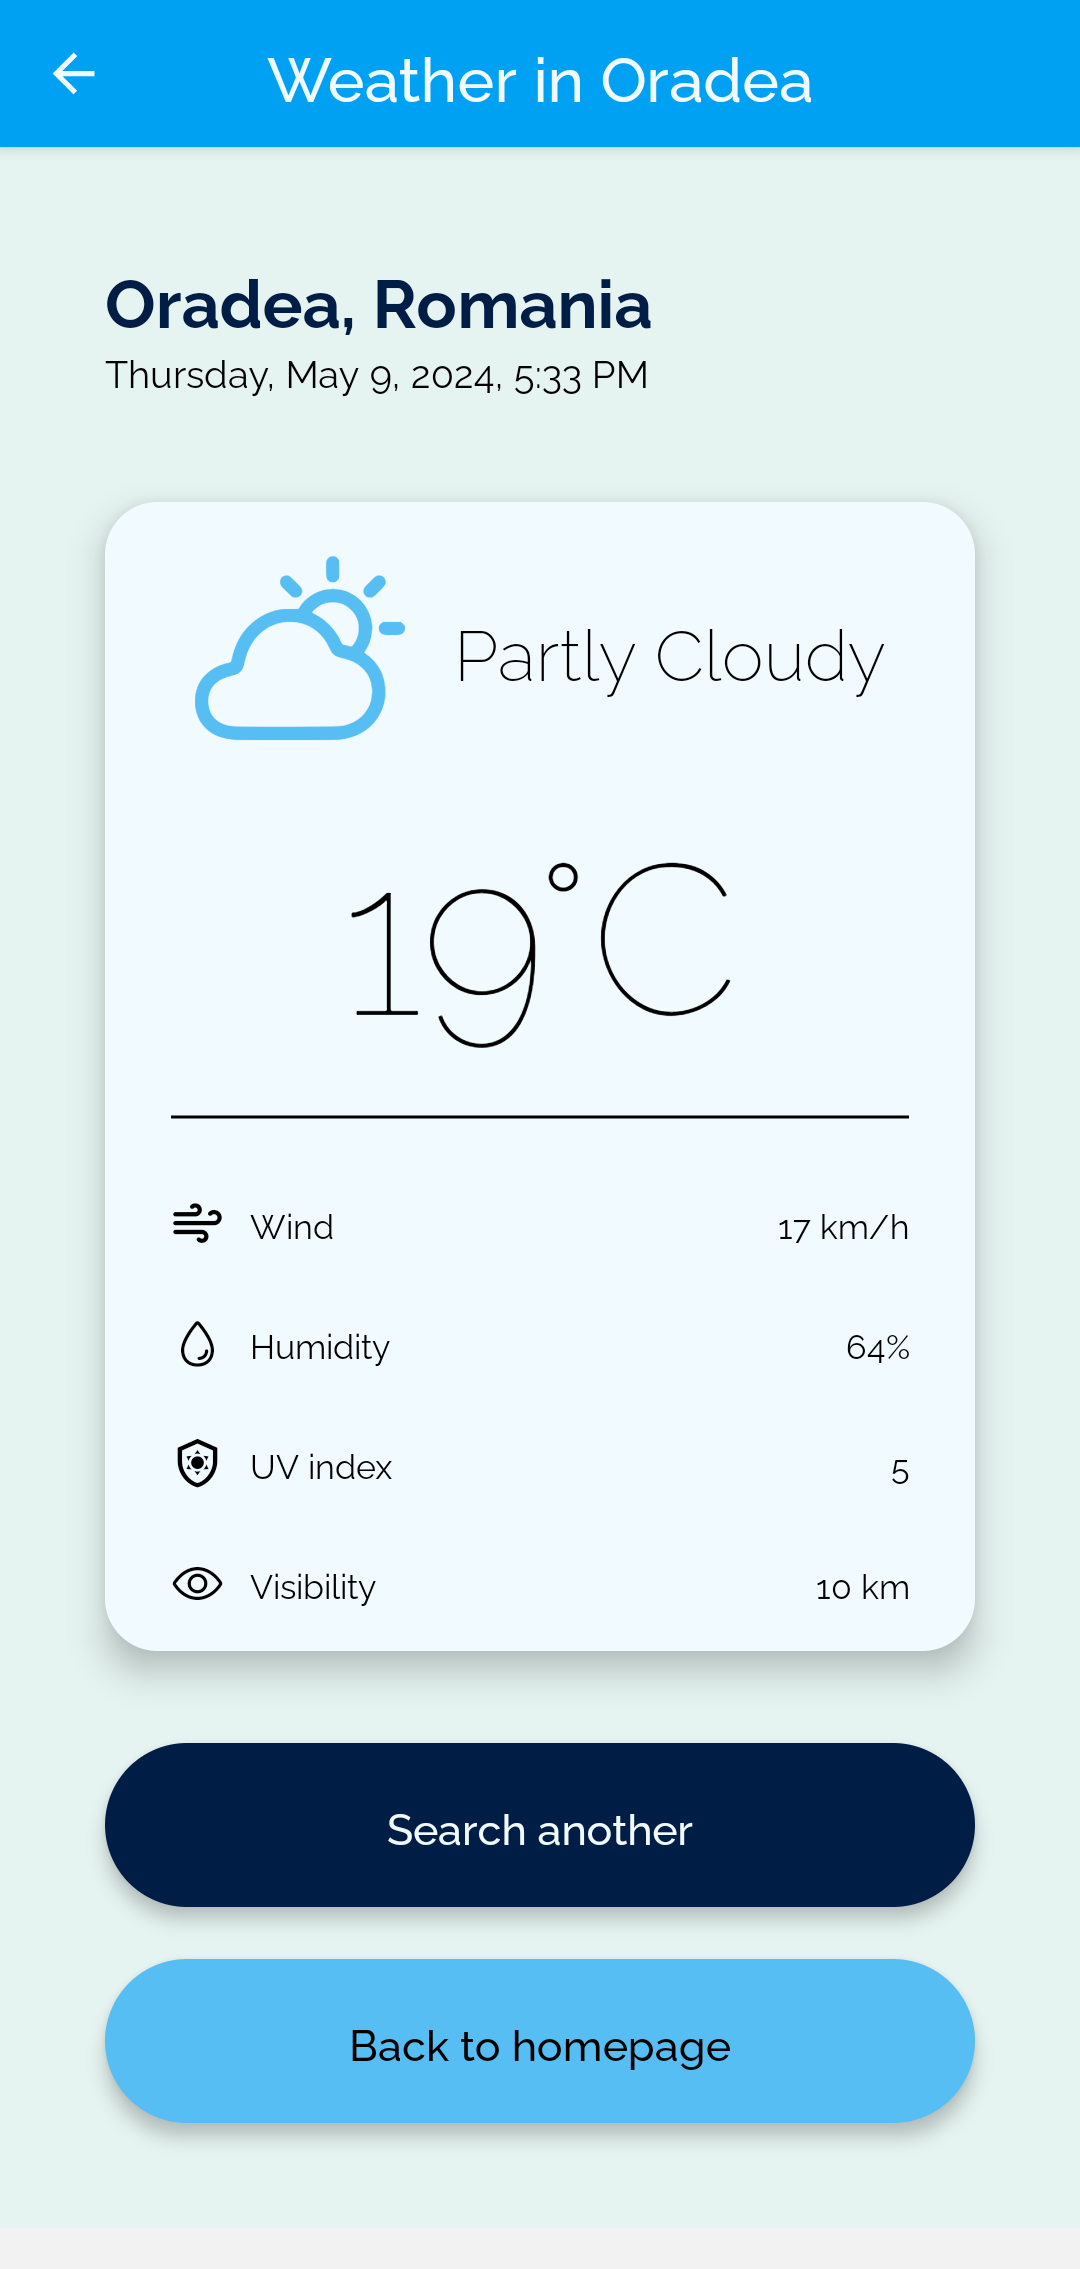 Weather in Oradea
Oradea, Romania
Thursday, May 9, 2024, 5:33 PM
Partly Cloudy
19°C
Wind 17 km/h
Humidity 64%
UV index 5
Visibility 10 km
Search another
Back to homepage